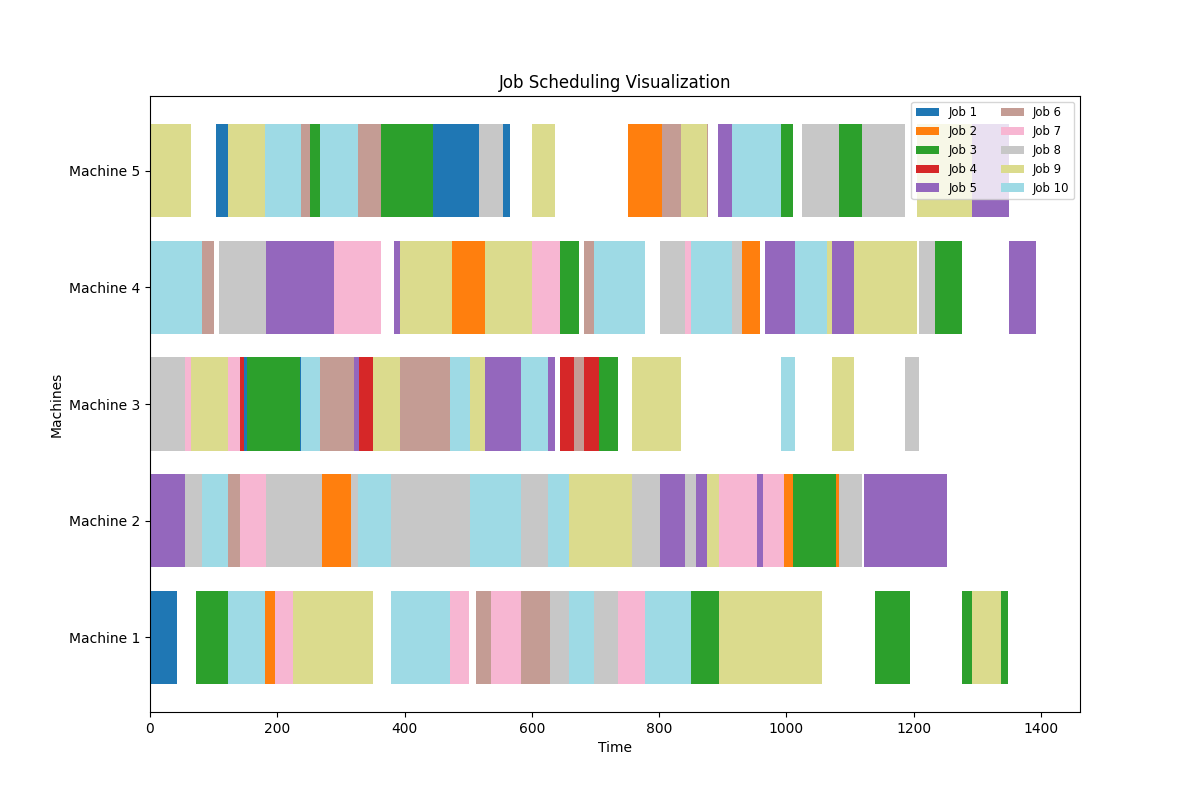 Job Scheduling Visualization
Machine 5
Machine 4
Machine 3
Machine 2
Machine 1
Machines
0 200 400 600 800 1000 1200 1400
Time
Job 1 Job 6
Job 2 Job 7
Job 3 Job 8
Job 4 Job 9
Job 5 Job 10